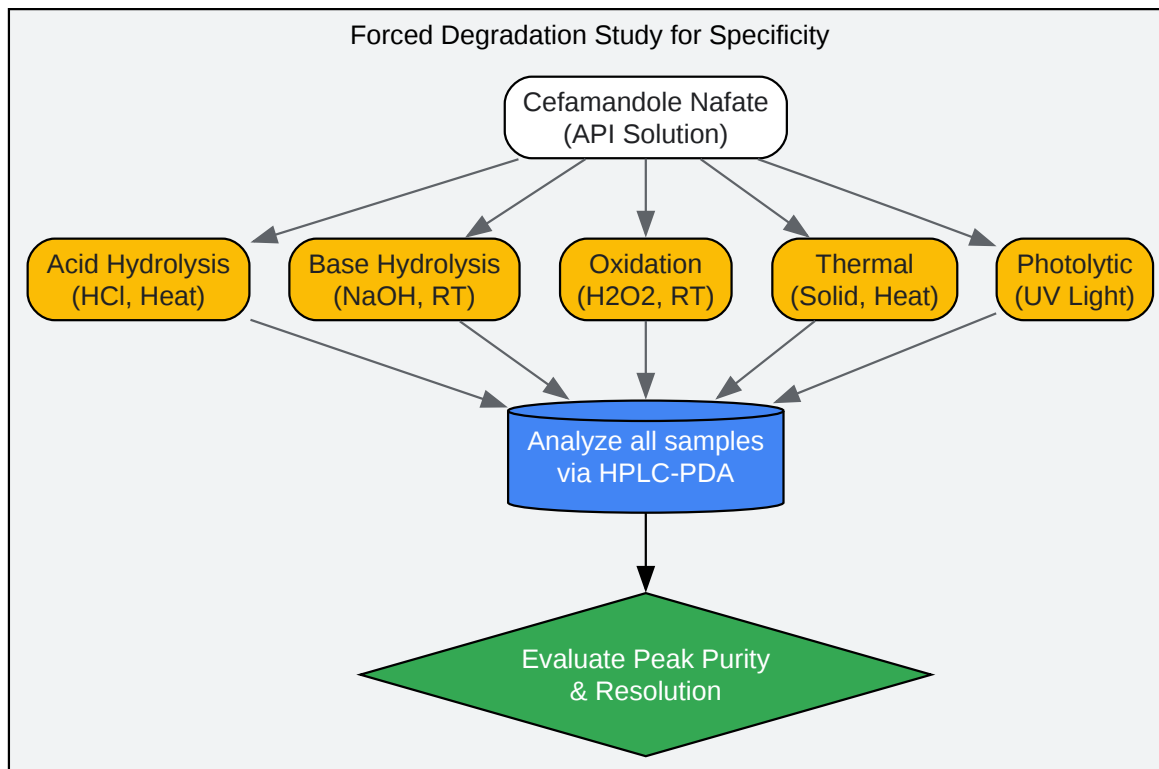 Forced Degradation Study for Specificity
Cefamandole Nafate
(API Solution)
Acid Hydrolysis
(HCl, Heat)
Base Hydrolysis
(NaOH, RT)
Oxidation
(H2O2, RT)
Thermal
(Solid, Heat)
Photolytic
(UV Light)
Analyze all samples
via HPLC-PDA
Evaluate Peak Purity
& Resolution